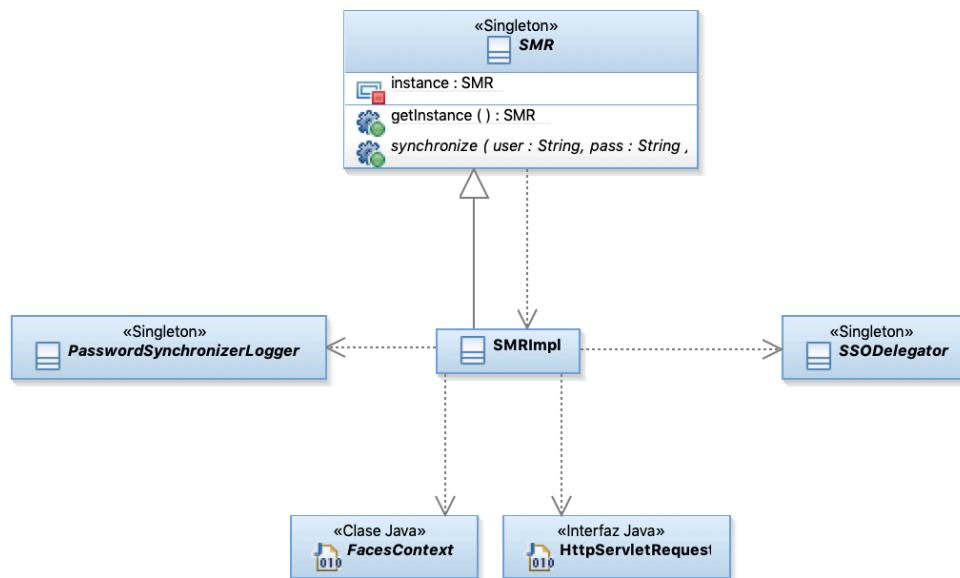 «Singleton»
SMR
instance : SMR
getInstance ( ) : SMR
synchronize ( user : String, pass : String ,
«Singleton»
PasswordSynchronizerLogger
SMRImpl
«Singleton»
SSODelegator
«Clase Java»
FacesContext
«Interfaz Java»
HttpServletRequest